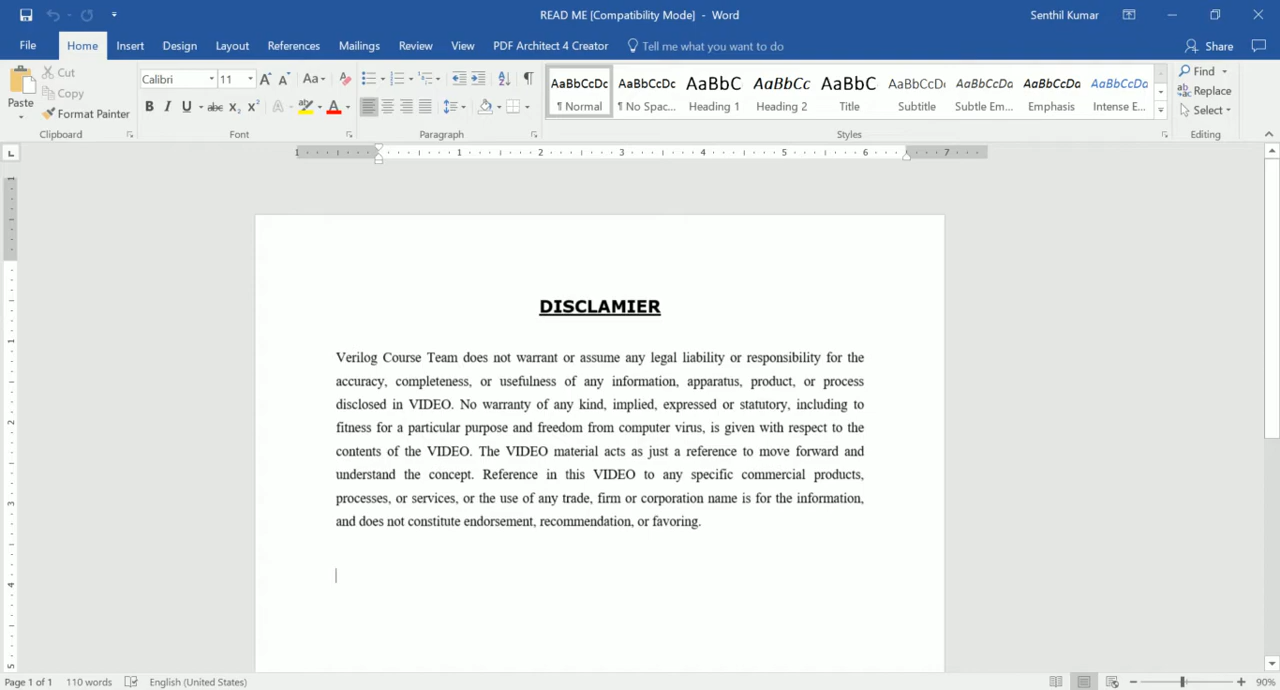 READ ME [Compatibility Mode] - Word
Senthil Kumar
File Home Insert Design Layout References Mailings Review View PDF Architect 4 Creator Tell me what you want to do
Share
Paste
Cut
Copy
Format Painter
Clipboard
Calibri 11
Font
Paragraph
AaBbCcDc AaBbCcDc AaBbC AaBbCc AaBbC AaBbCcD AaBbCcDa AaBbCcDa AaBbCcDa
¶ Normal ¶ No Spac... Heading 1 Heading 2 Title Subtitle Subtle Em... Emphasis Intense E...
Styles
Find
Replace
Select
Editing
1 1 2 3 4 5 6 7
DISCLAMIER
Verilog Course Team does not warrant or assume any legal liability or responsibility for the
accuracy, completeness, or usefulness of any information, apparatus, product, or process
disclosed in VIDEO. No warranty of any kind, implied, expressed or statutory, including to
fitness for a particular purpose and freedom from computer virus, is given with respect to the
contents of the VIDEO. The VIDEO material acts as just a reference to move forward and
understand the concept. Reference in this VIDEO to any specific commercial products,
processes, or services, or the use of any trade, firm or corporation name is for the information,
and does not constitute endorsement, recommendation, or favoring.
Page 1 of 1 110 words English (United States)
90%